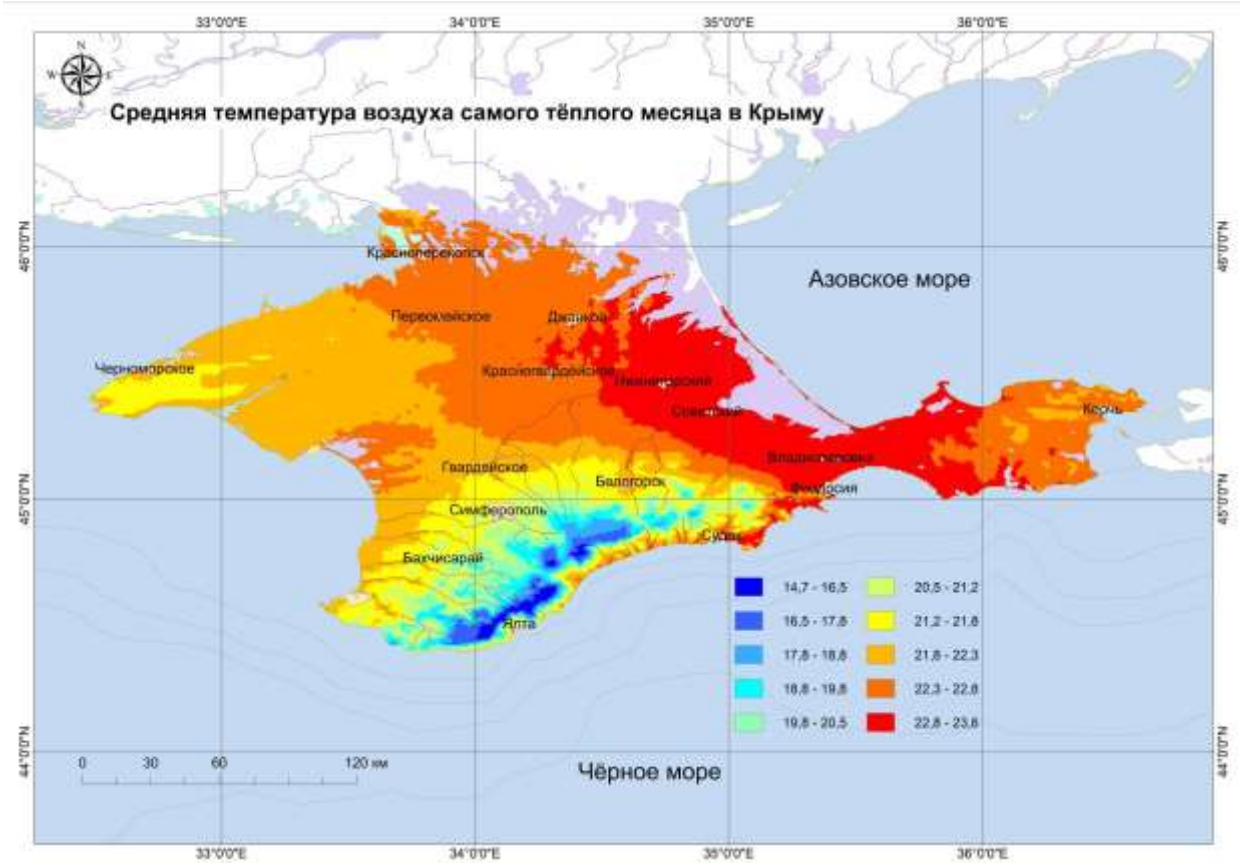 33°0'0"E 34°0'0"E 35°0'0"E 36°0'0"E
N
W E
S
Средняя температура воздуха самого тёплого месяца в Крыму
46°0'0"N 46°0'0"N
Красноперекопск
Азовское море
Первомайское Джанкой
Черноморское Красногвардейское Нижнегорский
Советский Керчь
Гвардейское Владиславовка
Белогорск Феодосия
45°0'0"N 45°0'0"N
Симферополь
Судак
Бахчисарай
14,7 - 16,5 20,5 - 21,2
Ялта 16,5 - 17,8 21,2 - 21,8
17,8 - 18,8 21,8 - 22,3
18,8 - 19,8 22,3 - 22,8
19,8 - 20,5 22,8 - 23,8
44°0'0"N 44°0'0"N
0 30 60 120 км
Чёрное море
33°0'0"E 34°0'0"E 35°0'0"E 36°0'0"E